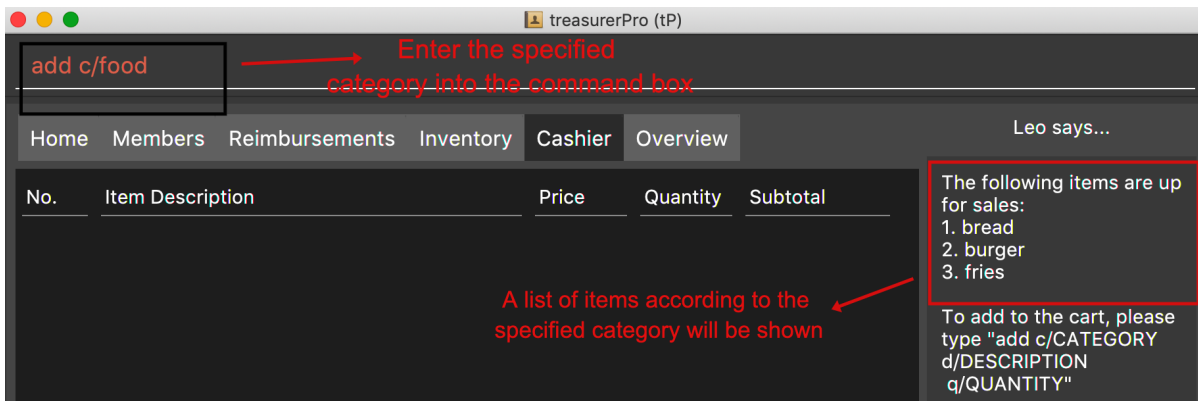 treasurerPro (tP)
add c/food
Enter the specified
category into the command box
Home Members Reimbursements Inventory Cashier Overview
Leo says...
No. Item Description Price Quantity Subtotal
The following items are up
for sales:
1. bread
2. burger
3. fries
A list of items according to the
specified category will be shown
To add to the cart, please
type "add c/CATEGORY
d/DESCRIPTION
q/QUANTITY"